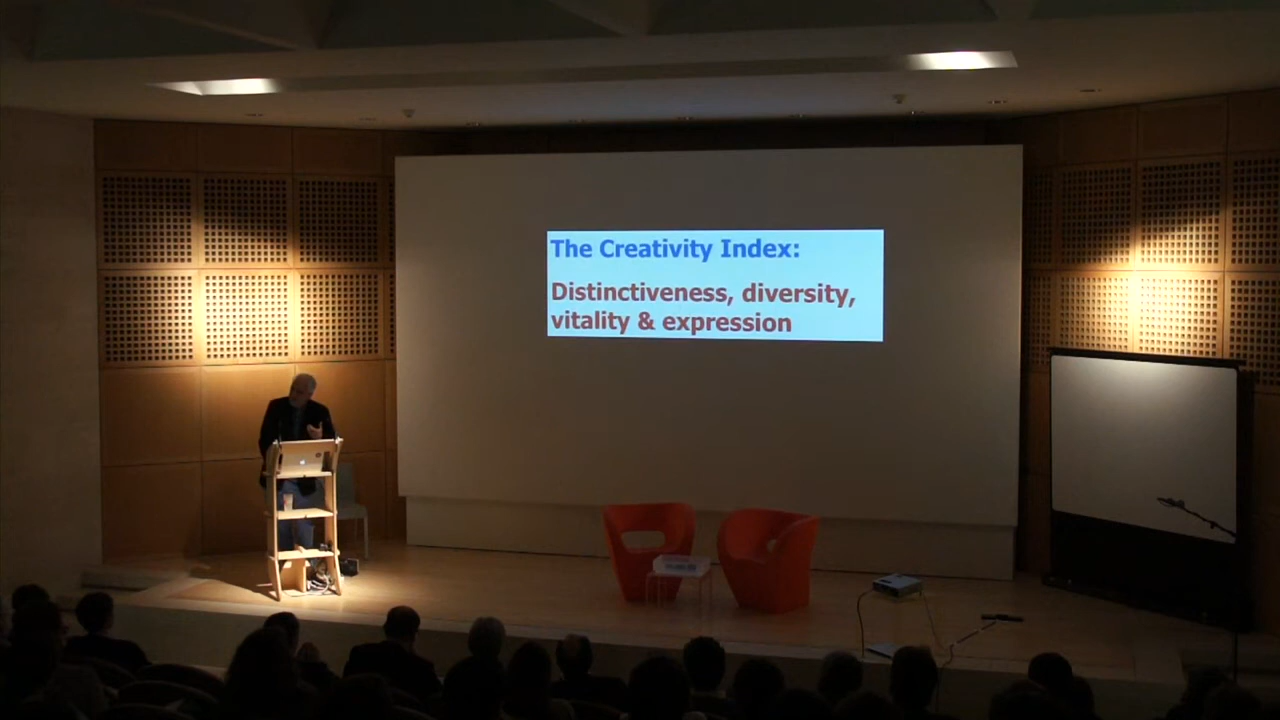 The Creativity Index:
Distinctiveness, diversity,
vitality & expression